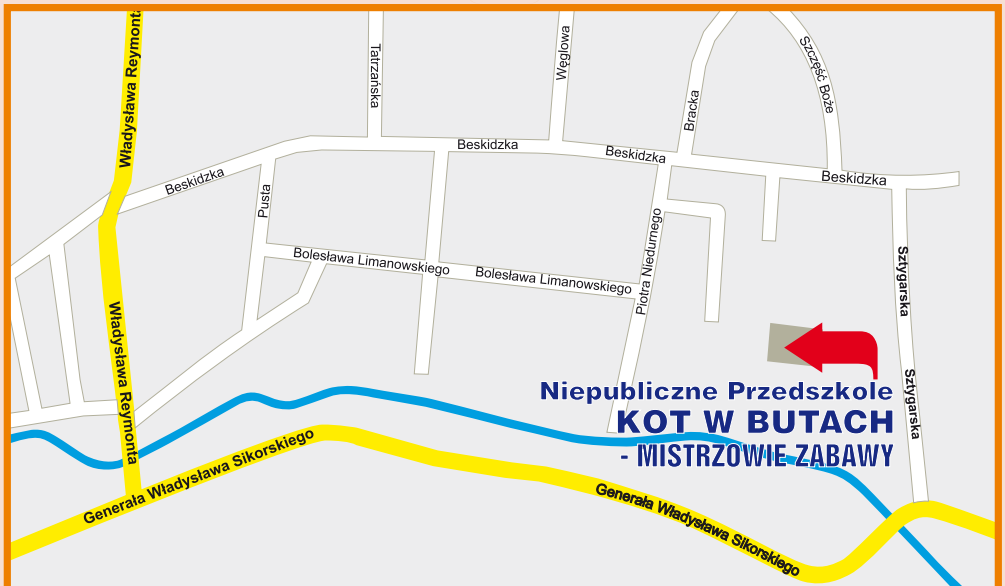 Władysława Reymonta
Tatrzańska
Węglowa
Bracka
Szczęść Boże
Beskidzka
Beskidzka
Beskidzka
Beskidzka
Pusta
Bolesława Limanowskiego
Bolesława Limanowskiego
Piotra Niedurnego
Sztygarska
Władysława Reymonta
Sztygarska
Niepubliczne Przedszkole
KOT W BUTACH
- MISTRZOWIE ZABAWY
Generała Władysława Sikorskiego
Generała Władysława Sikorskiego